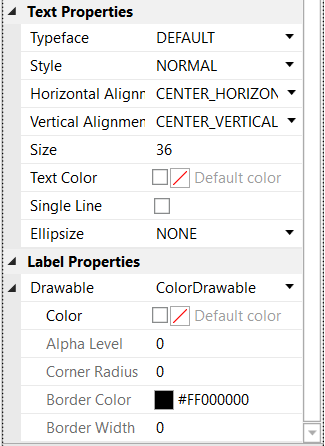 Text Properties
Typeface DEFAULT
Style NORMAL
Horizontal Alignm CENTER_HORIZON
Vertical Alignmen CENTER_VERTICAL
Size 36
Text Color Default color
Single Line
Ellipsize NONE
Label Properties
Drawable ColorDrawable
Color Default color
Alpha Level 0
Corner Radius 0
Border Color #FF000000
Border Width 0